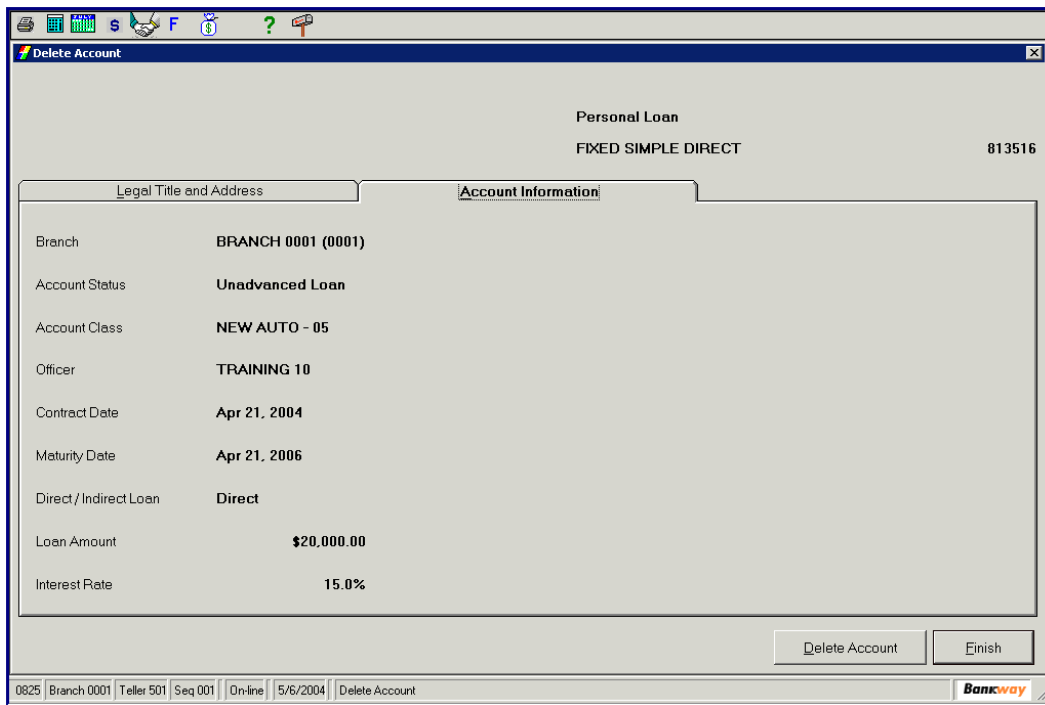 JULY
S F $ ?
Delete Account
Personal Loan
FIXED SIMPLE DIRECT 813516
Legal Title and Address Account Information
Branch BRANCH 0001 (0001)
Account Status Unadvanced Loan
Account Class NEW AUTO - 05
Officer TRAINING 10
Contract Date Apr 21, 2004
Maturity Date Apr 21, 2006
Direct / Indirect Loan Direct
Loan Amount $20,000.00
Interest Rate 15.0%
Delete Account Finish
0825 Branch 0001 Teller 501 Seq 001 On-line 5/6/2004 Delete Account Bankway